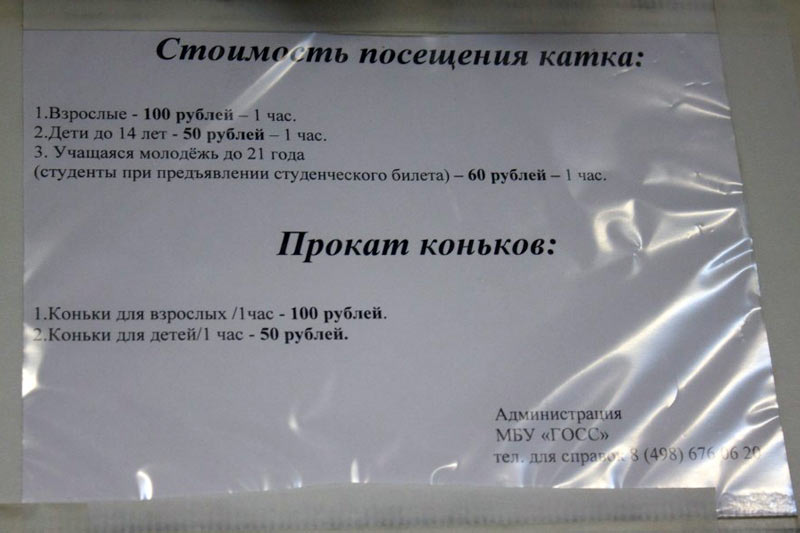 Стоимость посещения катка:
1.Взрослые - 100 рублей – 1 час.
2.Дети до 14 лет - 50 рублей – 1 час.
3. Учащаяся молодёжь до 21 года
(студенты при предъявлении студенческого билета) – 60 рублей – 1 час.
Прокат коньков:
1.Коньки для взрослых /1час - 100 рублей.
2.Коньки для детей/1 час - 50 рублей.
Администрация
МБУ «ГОСС»
тел. для справок 8 (498) 676 06 20